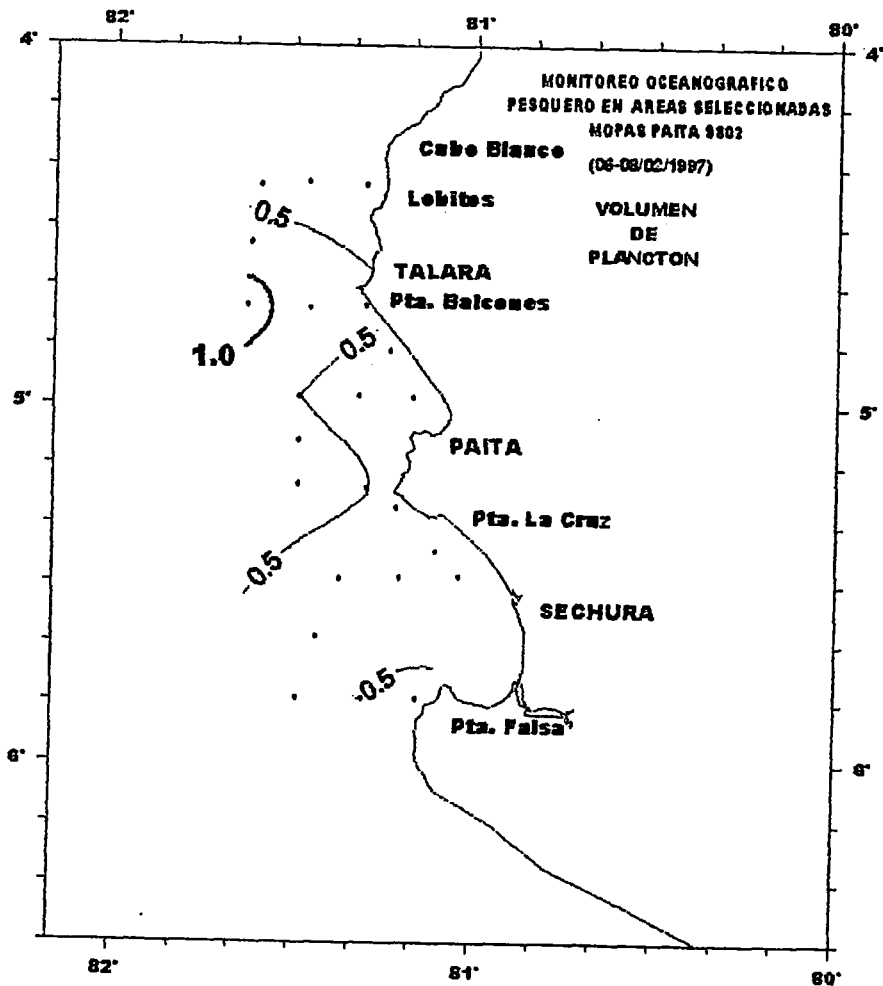 82° 81° 80°
4° 4°
MONITOREO OCEANOGRAFICO
PESQUERO EN AREAS SELECCIONADAS
MOPAS PAITA 9802
(06-08/02/1997)
VOLUMEN
DE
PLANCTON
Cabo Blanco
Lobitos
0.5
TALARA
Pta. Balcones
1.0
0.5
5° 5°
PAITA
Pta. La Cruz
0.5
SECHURA
0.5
Pta. Falsa
6° 6°
82° 81° 80°